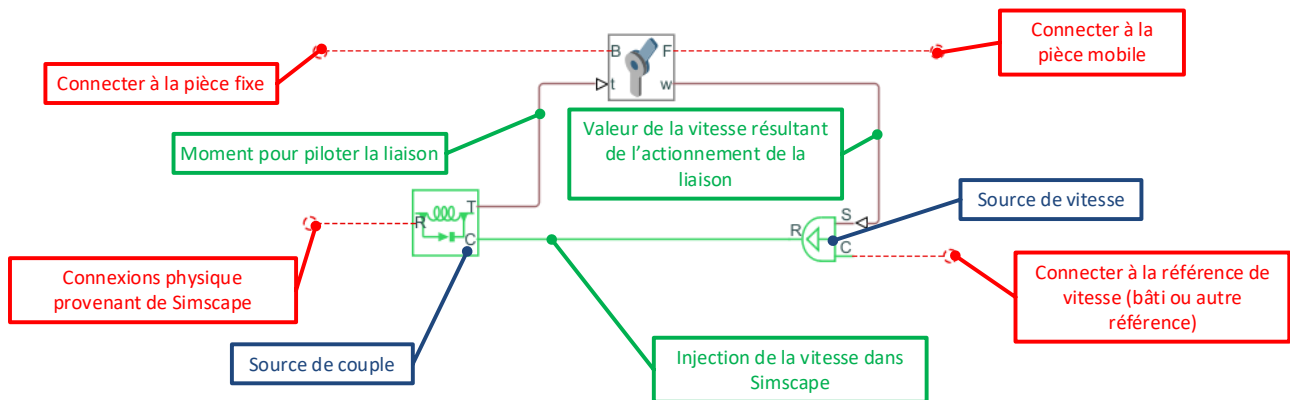 Connecter à la
pièce mobile
B
F
Connecter à la pièce fixe
t
w
Valeur de la vitesse résultant
de l'actionnement de la
liaison
Moment pour piloter la liaison
Source de vitesse
T
S
R
R
C
C
Connexions physique
provenant de Simscape
Connecter à la référence de
vitesse (bâti ou autre
référence)
Source de couple
Injection de la vitesse dans
Simscape